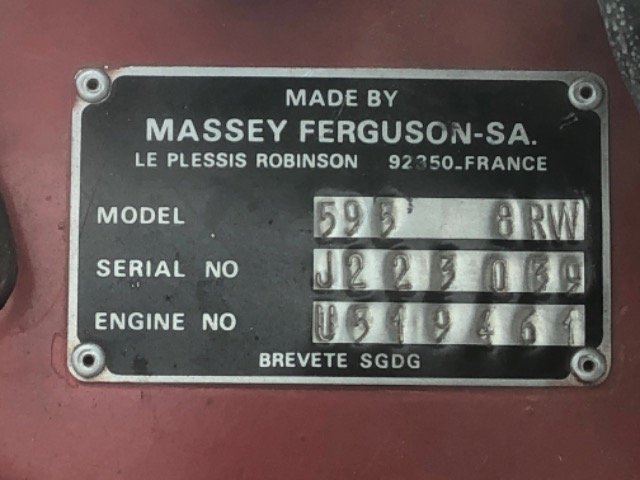 MADE BY
MASSEY FERGUSON-SA.
LE PLESSIS ROBINSON 92350-FRANCE
MODEL 595 8RW
SERIAL NO J223039
ENGINE NO U319461
BREVETE SGDG